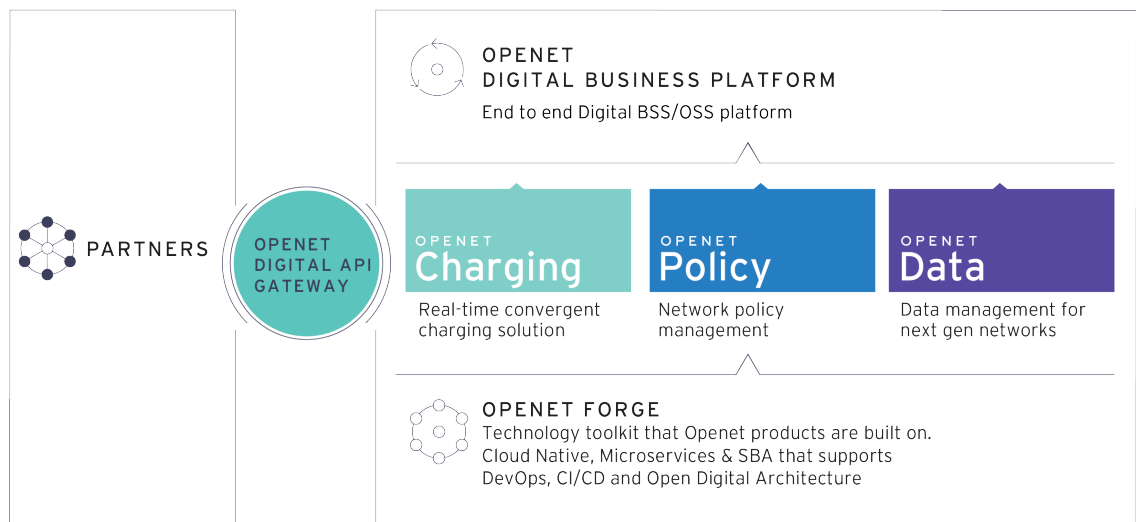 OPENET
DIGITAL BUSINESS PLATFORM
End to end Digital BSS/OSS platform
PARTNERS
OPENET
DIGITAL API
GATEWAY
OPENET
Charging
Real-time convergent
charging solution
OPENET
Policy
Network policy
management
OPENET
Data
Data management for
next gen networks
OPENET FORGE
Technology toolkit that Openet products are built on.
Cloud Native, Microservices & SBA that supports
DevOps, CI/CD and Open Digital Architecture